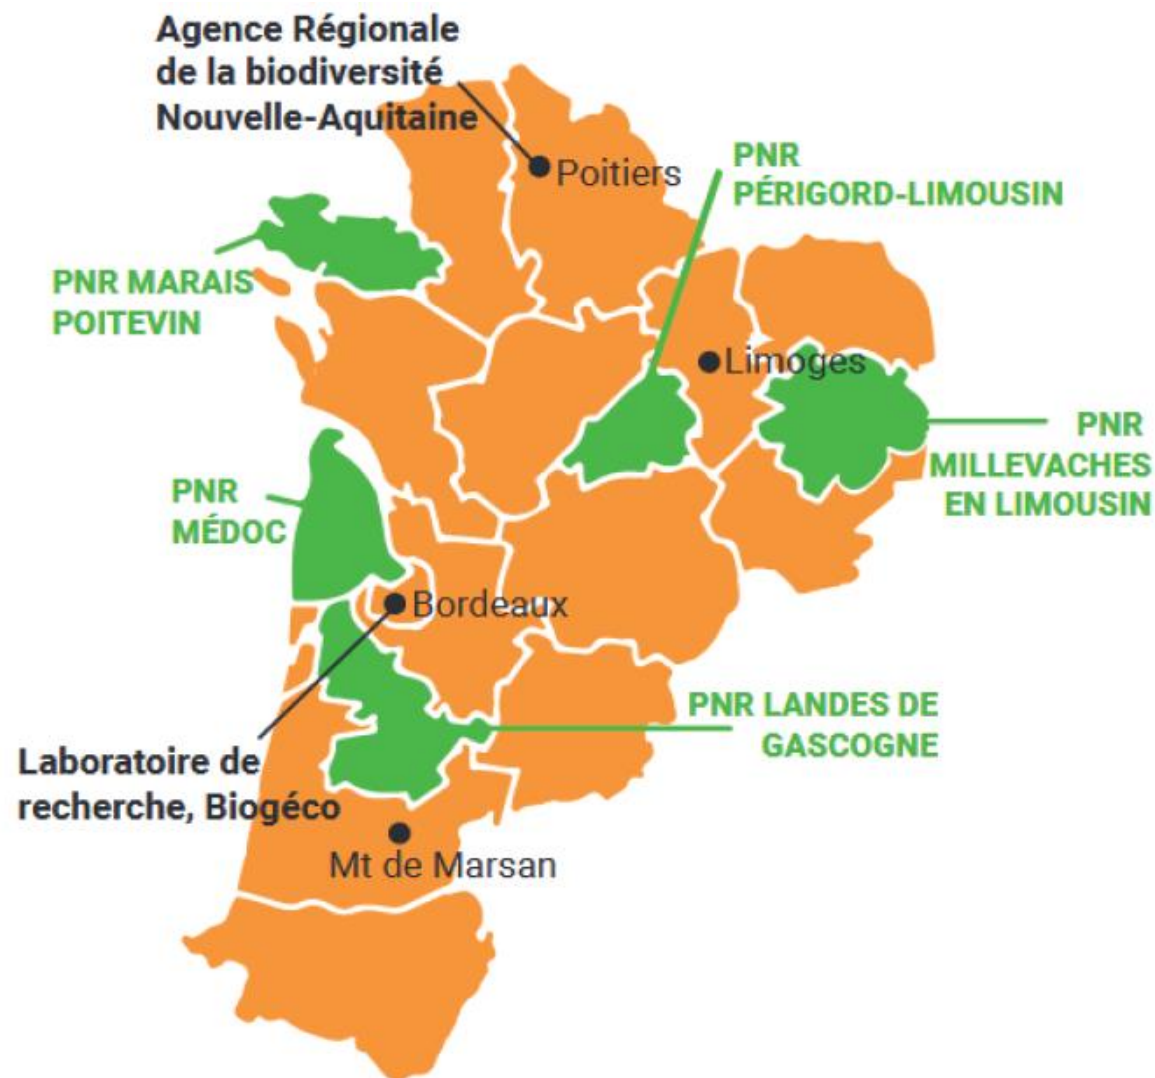 Agence Régionale
de la biodiversité
Nouvelle-Aquitaine
Poitiers
PNR
PÉRIGORD-LIMOUSIN
PNR MARAIS
POITEVIN
Limoges
PNR
MILLEVACHES
EN LIMOUSIN
PNR
MÉDOC
Bordeaux
PNR LANDES DE
GASCOGNE
Laboratoire de
recherche, Biogéco
Mt de Marsan